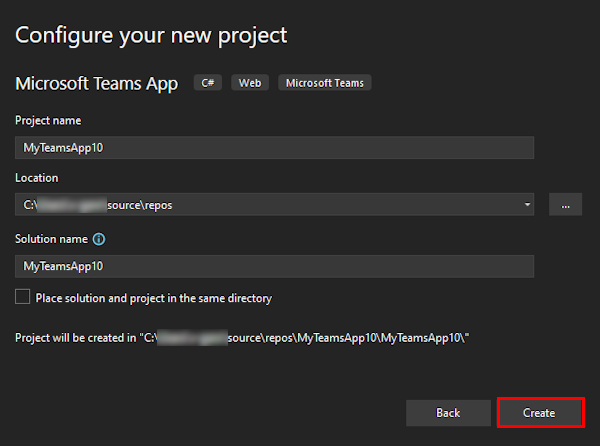 Configure your new project
Microsoft Teams App C# Web Microsoft Teams
Project name
MyTeamsApp10
Location
C:\ source\repos
...
Solution name
MyTeamsApp10
Place solution and project in the same directory
Project will be created in "C:\ source\repos\MyTeamsApp10\MyTeamsApp10\"
Back Create